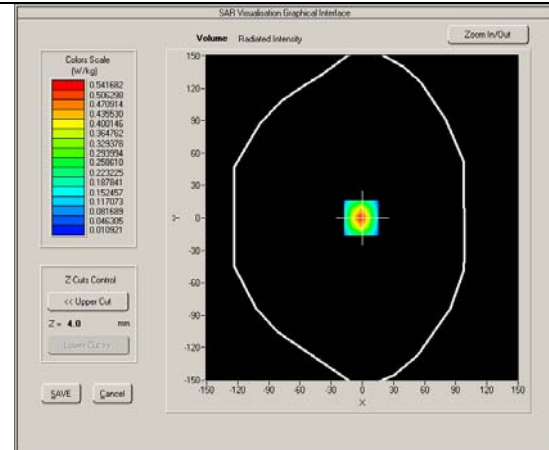 SAR Visualisation Graphical Interface
Volume Radiated Intensity
Zoom In/Out
Colors Scale
(W/kg)
0.541682
0.506298
0.470914
0.435530
0.400146
0.364762
0.329378
0.293994
0.258610
0.223225
0.187841
0.152457
0.117073
0.081689
0.046305
0.010921
150
120
90
60
30
0
-30
-60
-90
-120
-150
Y
-150 -120 -90 -60 -30 0 30 60 90 120 150
X
Z Cuts Control
<< Upper Cut
Z = 4.0 mm
Lower Cut >>
SAVE Cancel